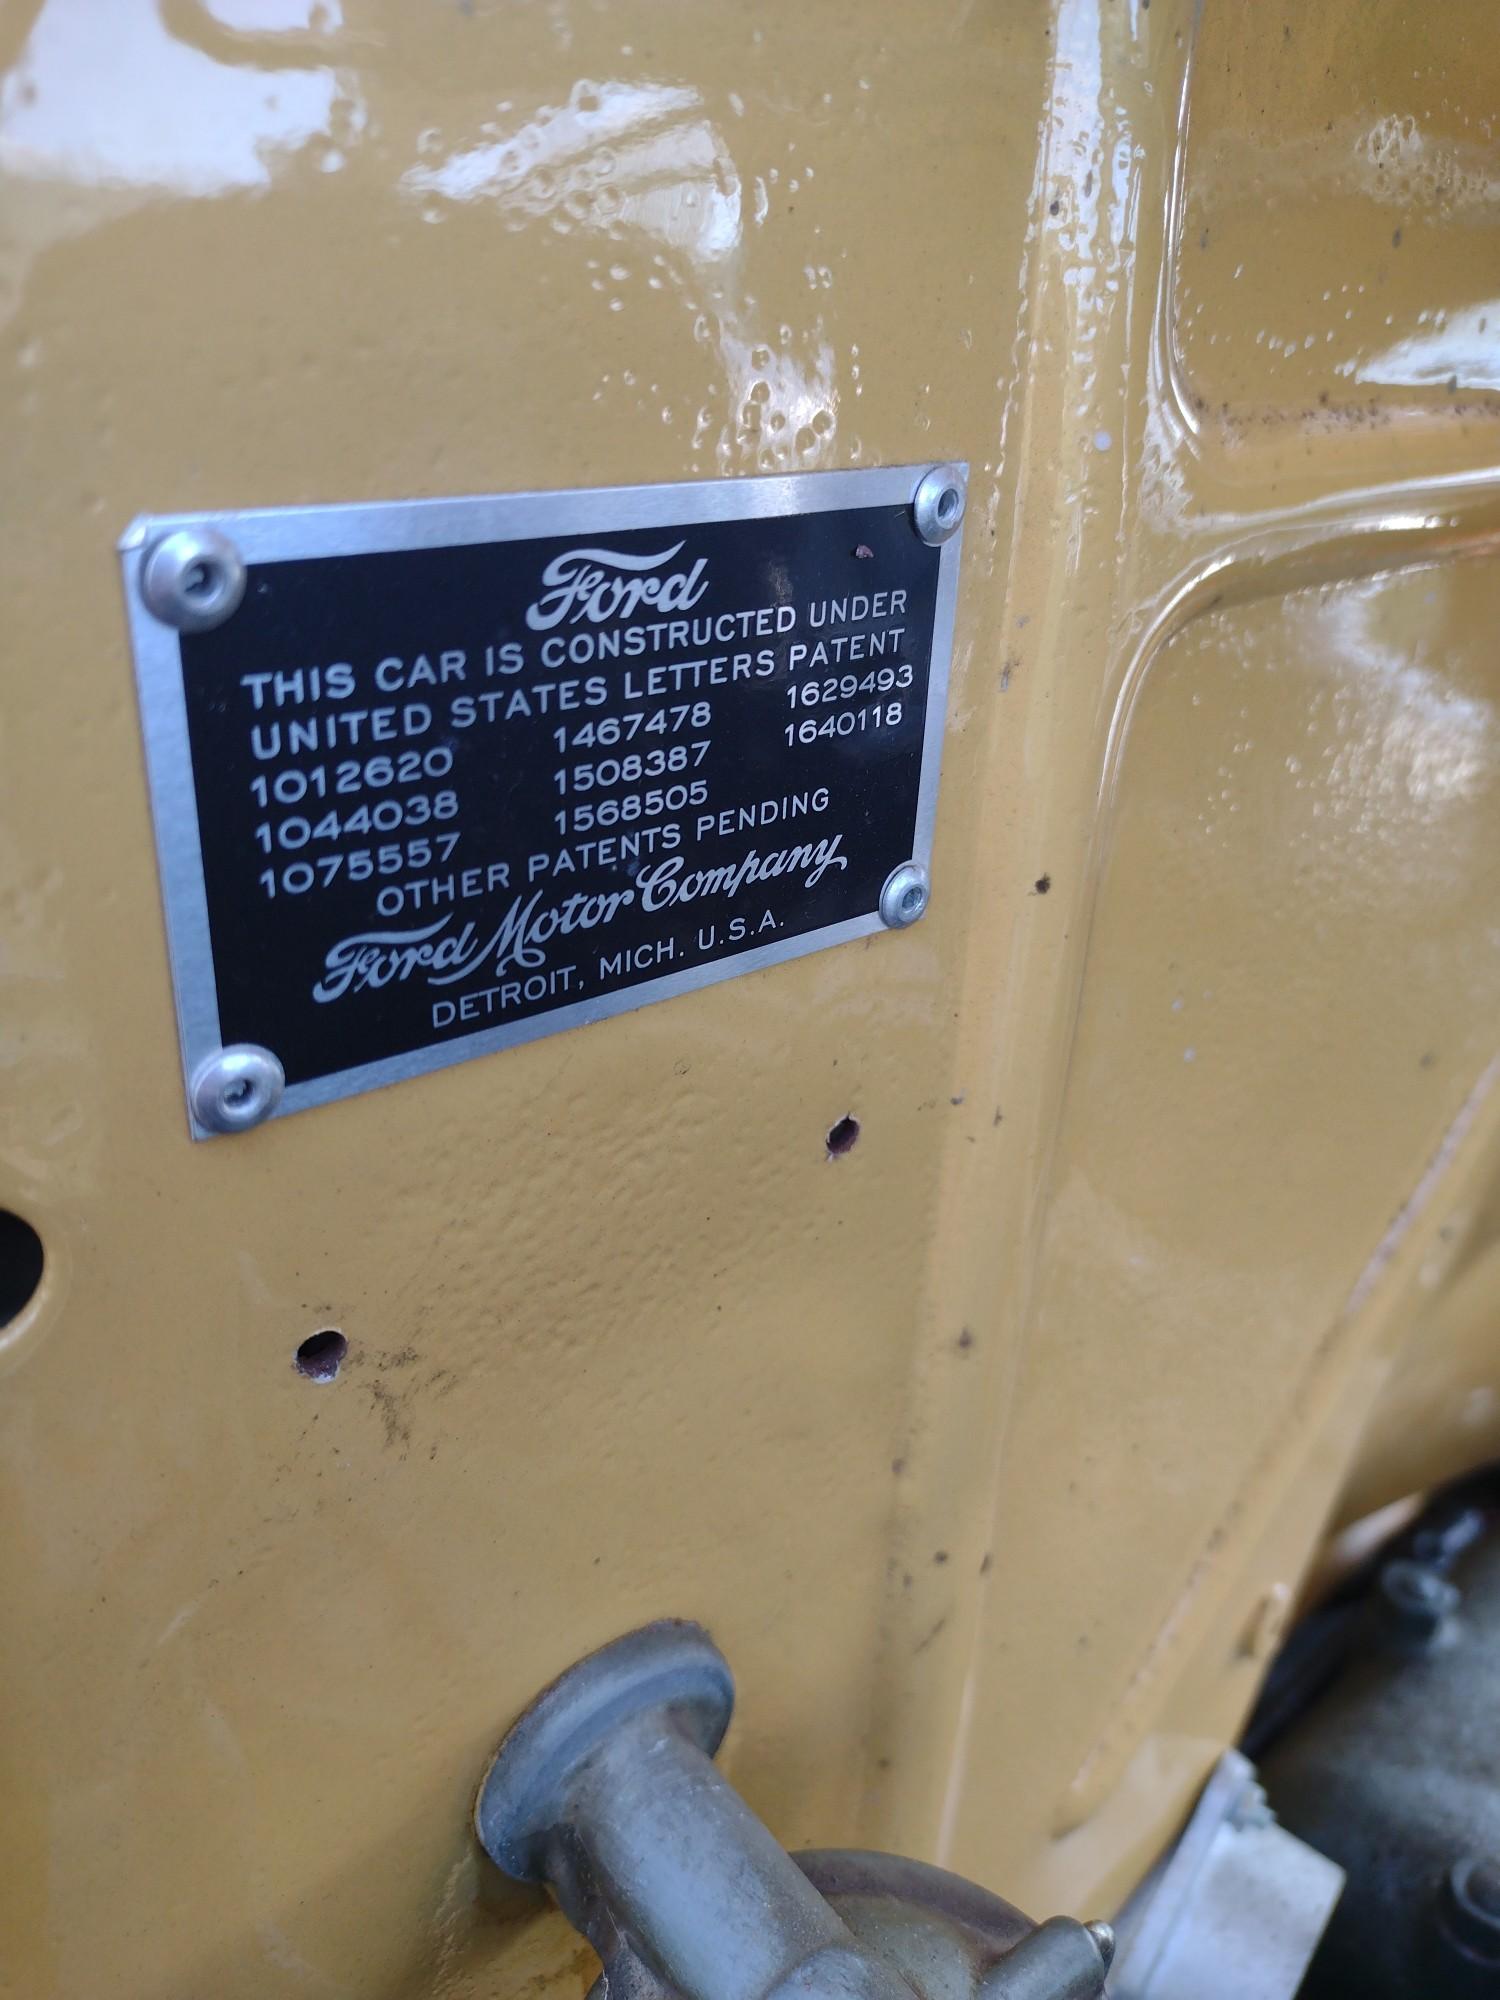 Ford
THIS CAR IS CONSTRUCTED UNDER
UNITED STATES LETTERS PATENT
1012620 1467478 1629493
1044038 1508387 1640118
1075557 1568505
OTHER PATENTS PENDING
Ford Motor Company
DETROIT, MICH. U.S.A.